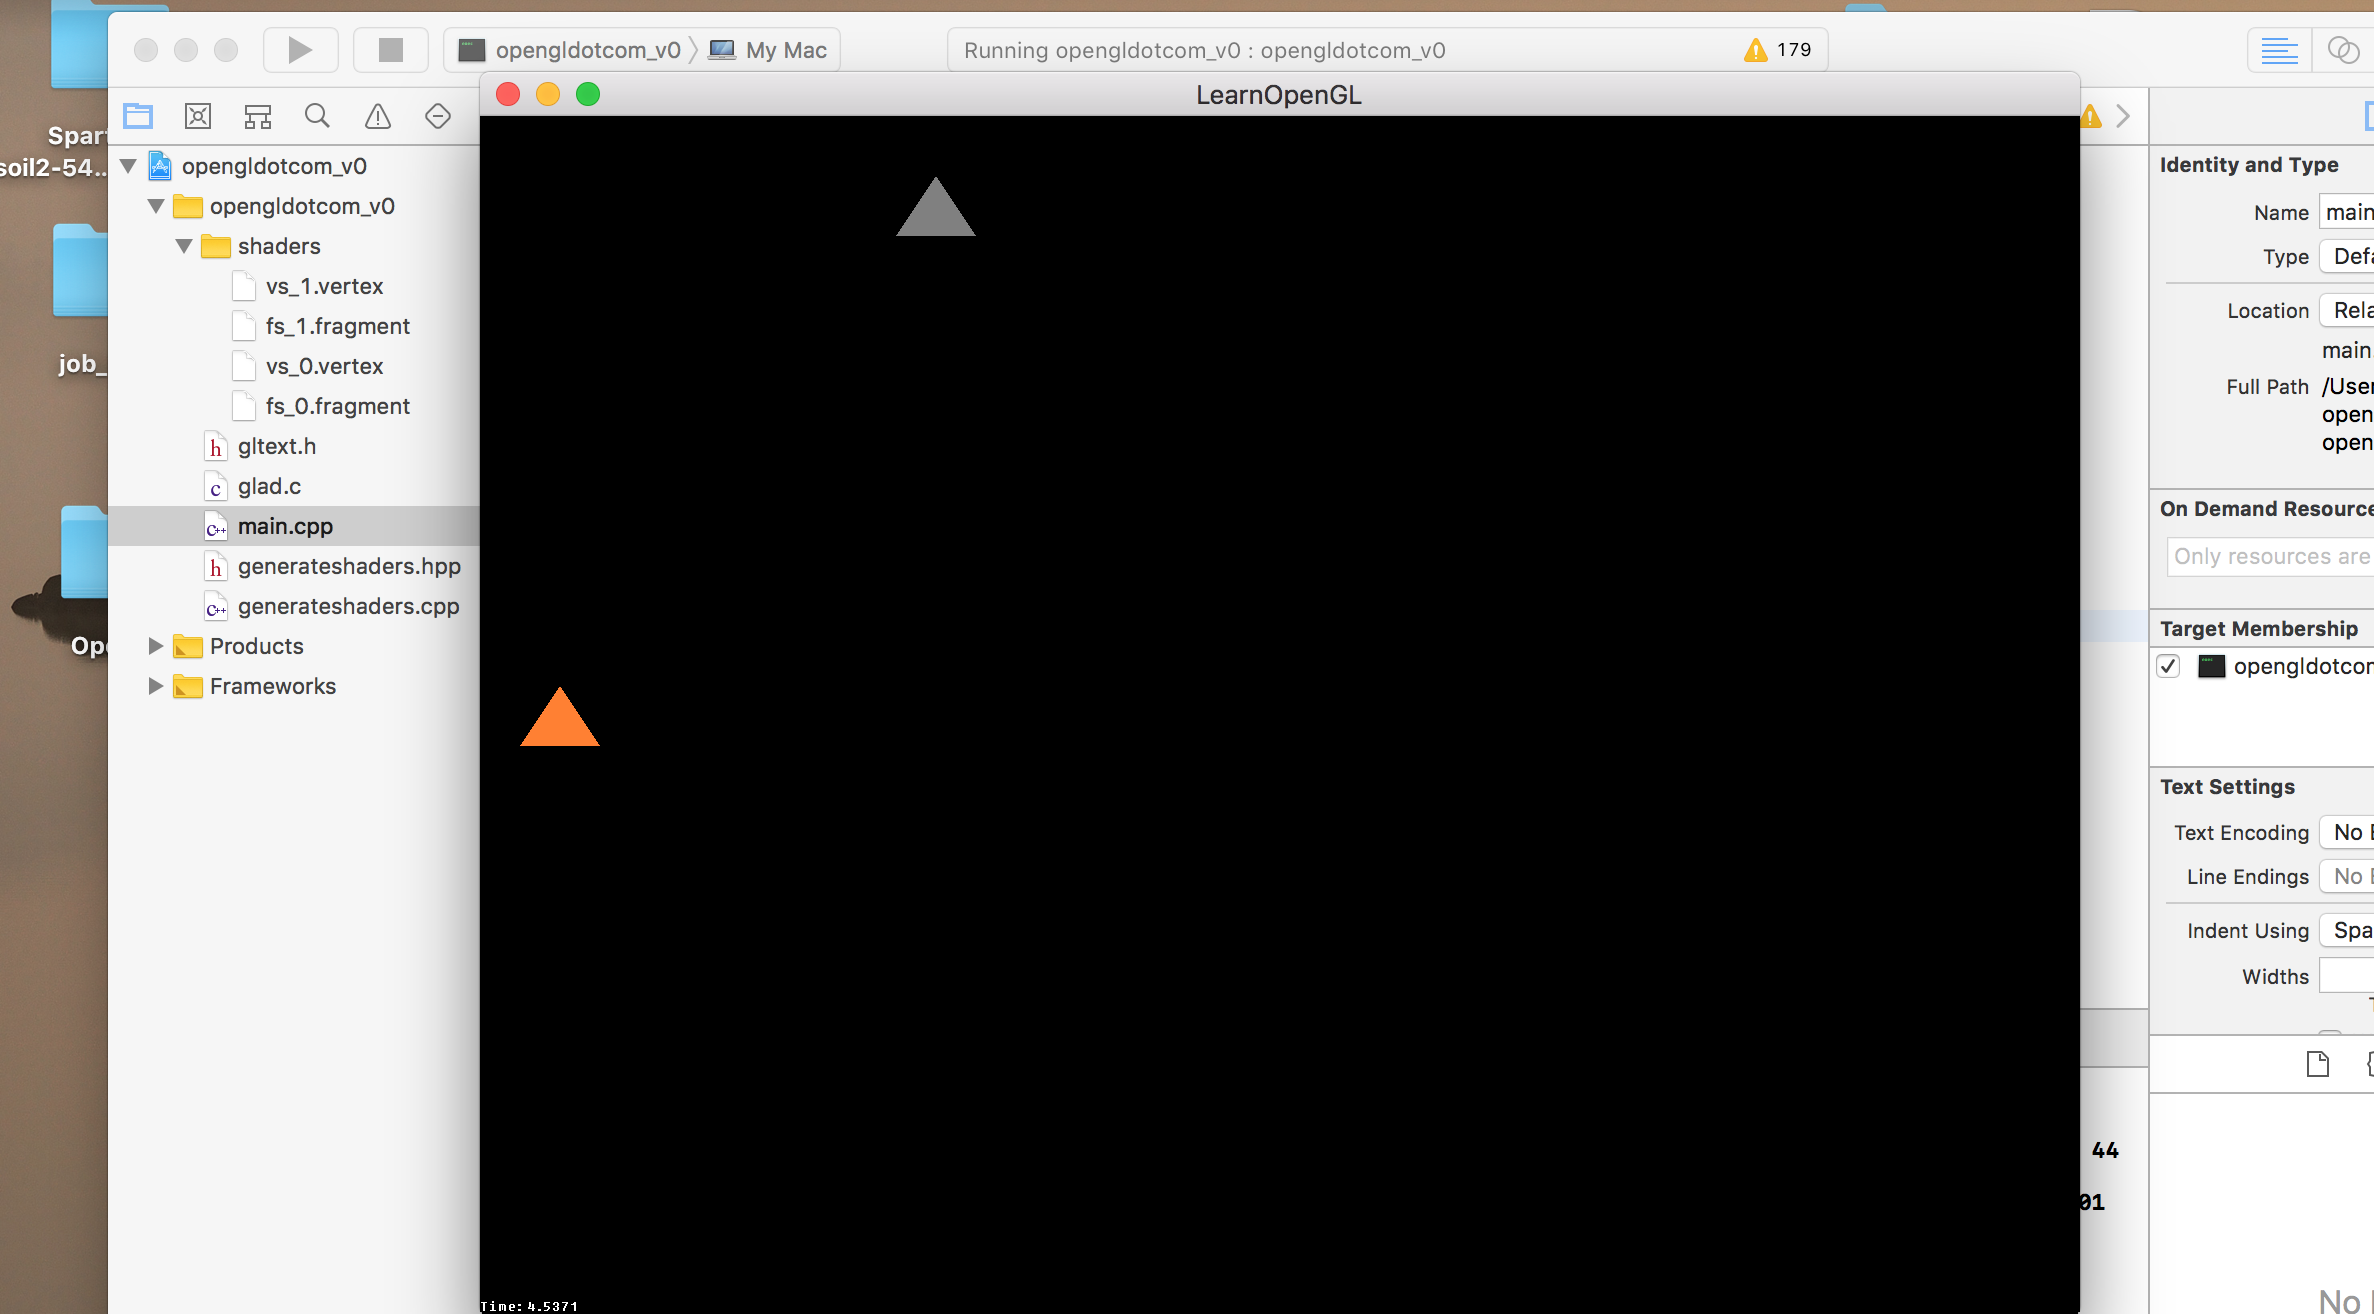 opengldotcom_v0
My Mac
Running opengldotcom_v0 : opengldotcom_v0
179
LearnOpenGL
Spar
soil2-54...
job_
Ope
opengldotcom_v0
opengldotcom_v0
shaders
vs_1.vertex
fs_1.fragment
vs_0.vertex
fs_0.fragment
h gltext.h
c glad.c
C++ main.cpp
h generateshaders.hpp
C++ generateshaders.cpp
Products
Frameworks
Time: 4.5371
44
01
Identity and Type
Name main
Type Defa
Location Rela
main.
Full Path /User
open
open
On Demand Resource
Only resources are
Target Membership
opengldotcom
Text Settings
Text Encoding No E
Line Endings No E
Indent Using Spa
Widths
No